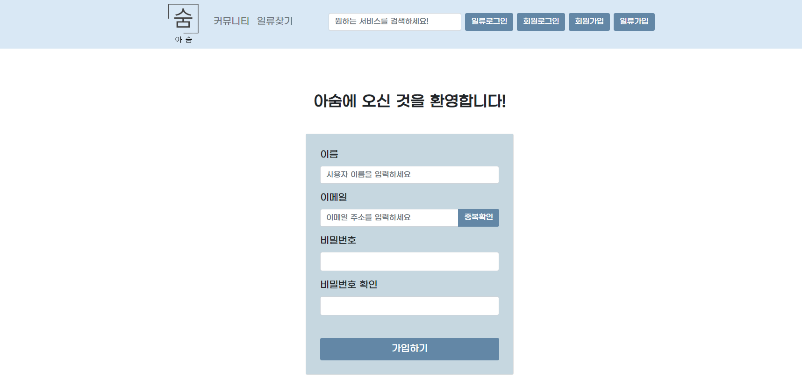 숨
아 숨
커뮤니티 일류찾기
원하는 서비스를 검색하세요!
일류로그인
회원로그인
회원가입
일류가입
아숨에 오신 것을 환영합니다!
이름
사용자 이름을 입력하세요
이메일
이메일 주소를 입력하세요
중복확인
비밀번호
비밀번호 확인
가입하기